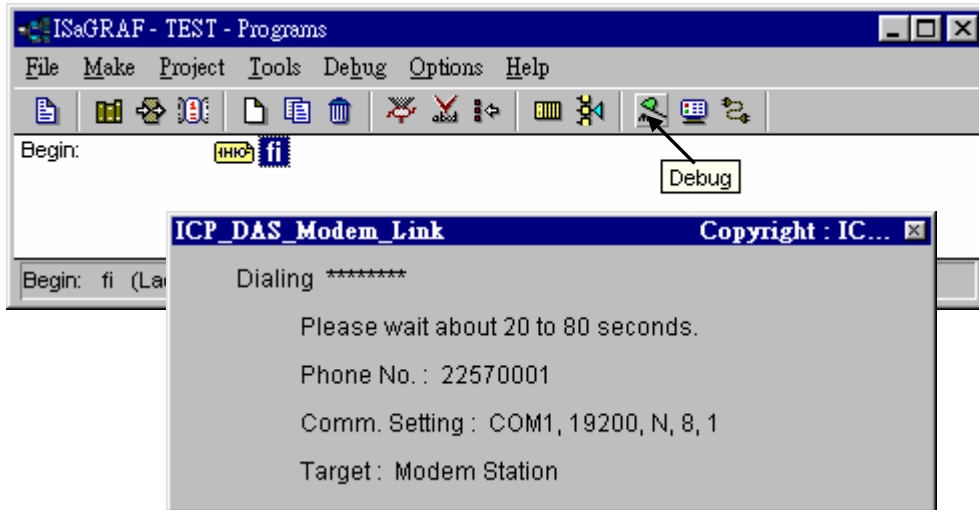 ISaGRAF - TEST - Programs
File Make Project Tools Debug Options Help
Begin: fi
Debug
ICP_DAS_Modem_Link Copyright : IC...
Begin: fi
Dialing ********
Please wait about 20 to 80 seconds.
Phone No. : 22570001
Comm. Setting : COM1, 19200, N, 8, 1
Target : Modem Station